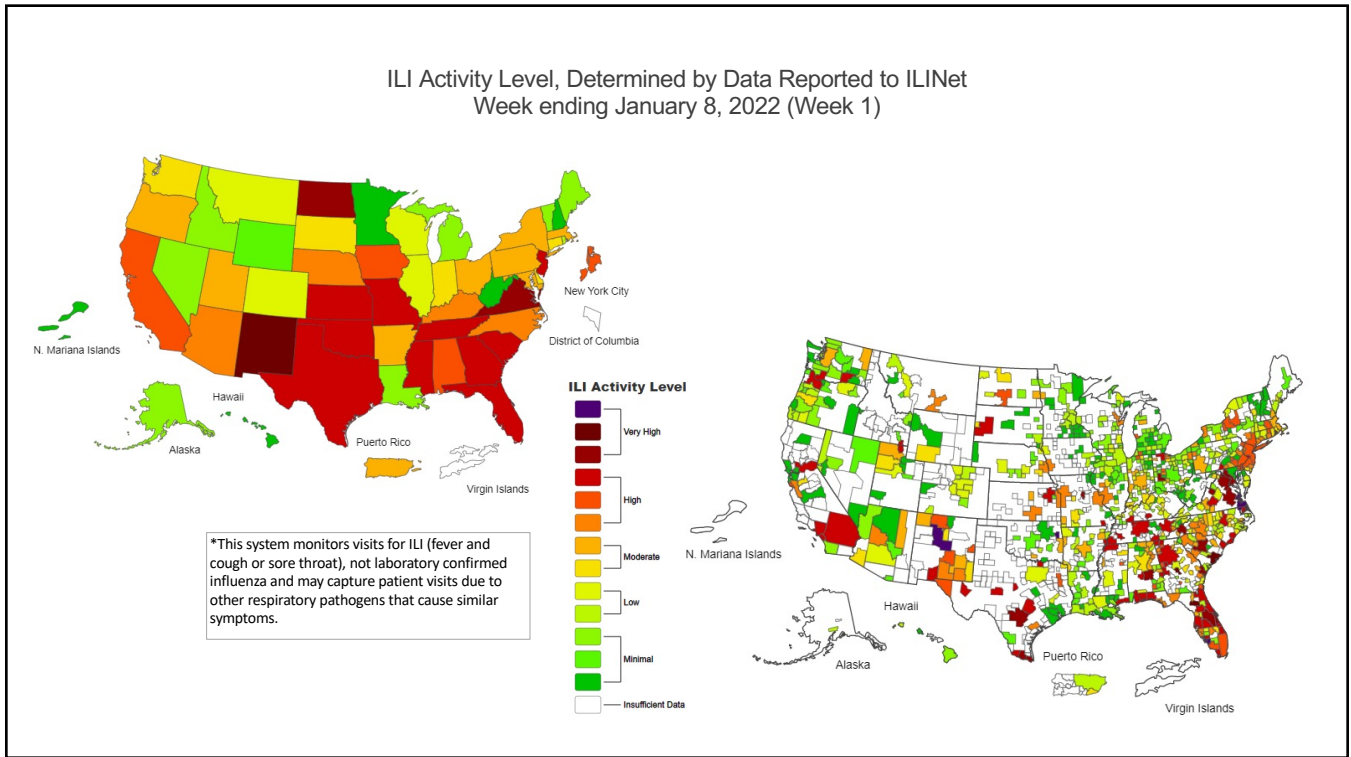 ILI Activity Level, Determined by Data Reported to ILINet
Week ending January 8, 2022 (Week 1)
New York City
District of Columbia
N. Mariana Islands
Hawaii
Alaska
Puerto Rico
Virgin Islands
ILI Activity Level
Very High
High
Moderate
Low
Minimal
Insufficient Data
*This system monitors visits for ILI (fever and
cough or sore throat), not laboratory confirmed
influenza and may capture patient visits due to
other respiratory pathogens that cause similar
symptoms.
N. Mariana Islands
Hawaii
Alaska
Puerto Rico
Virgin Islands